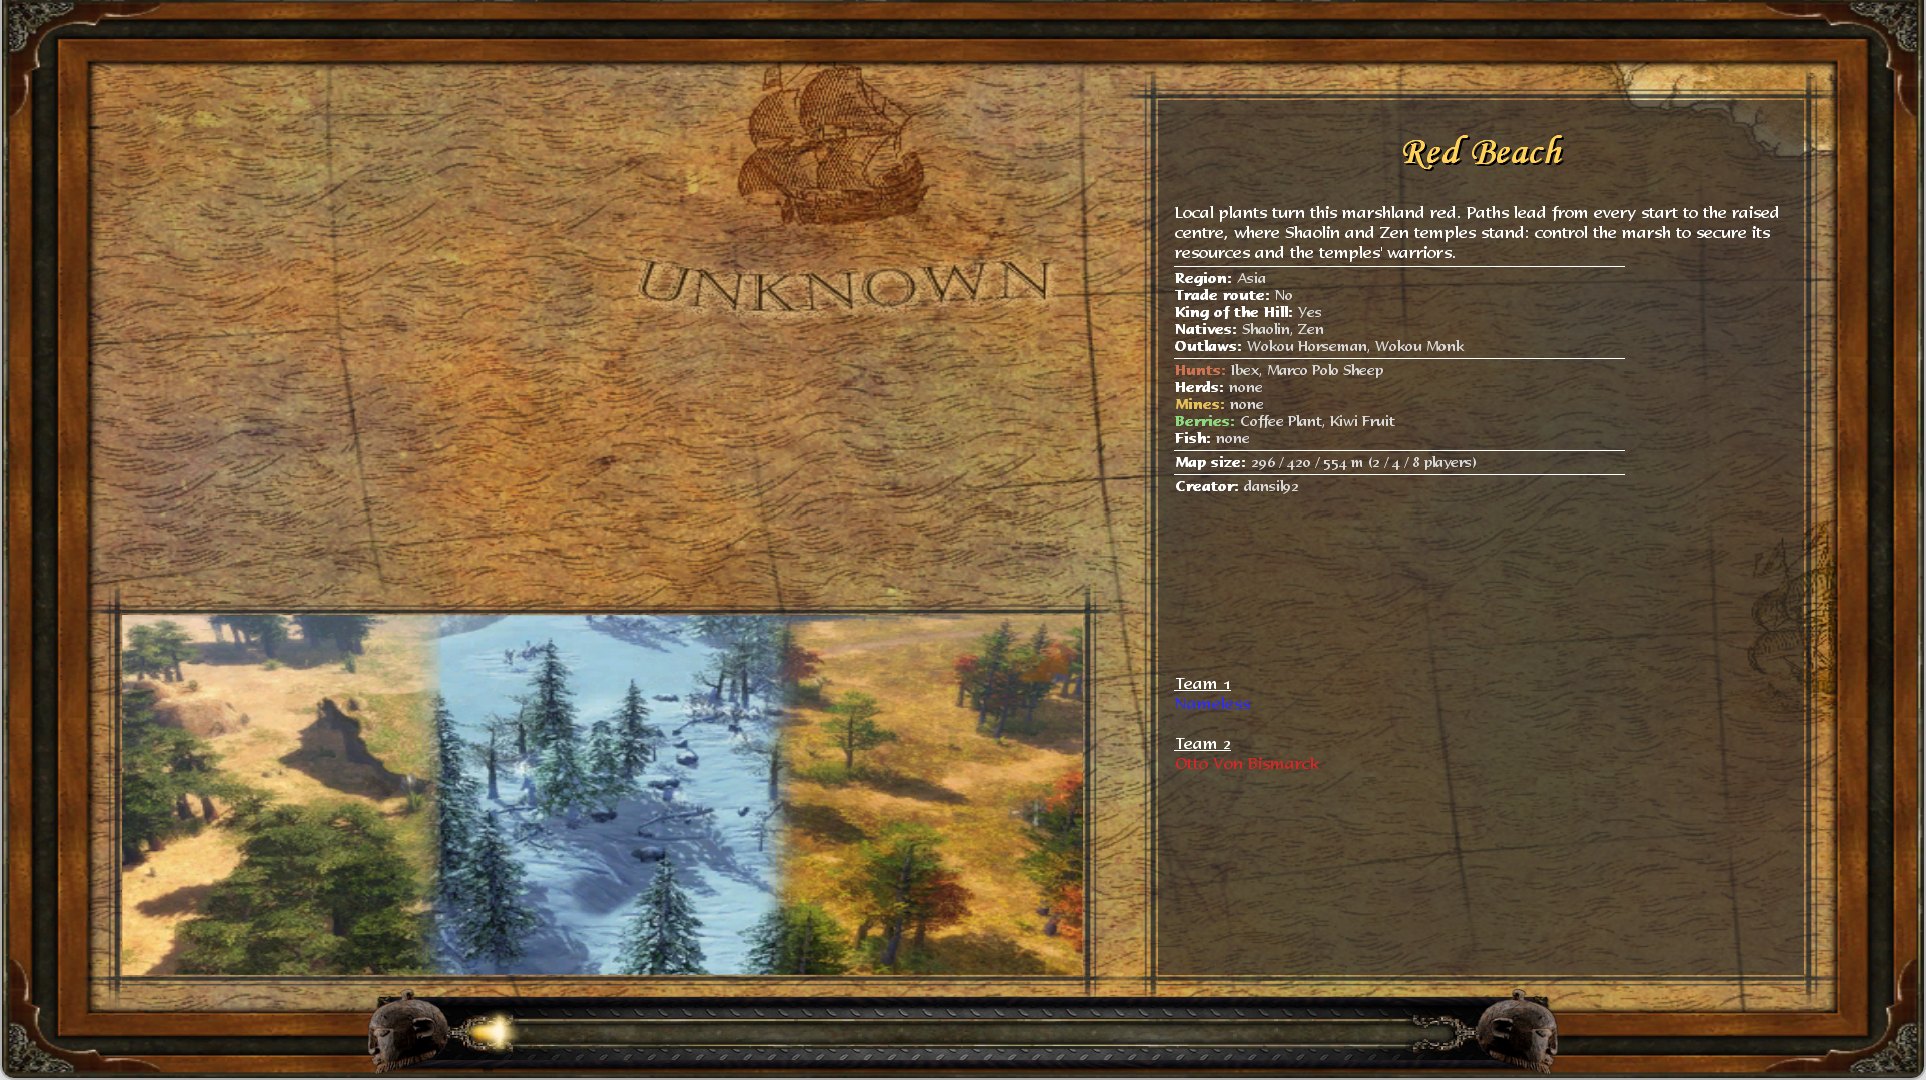 UNKNOWN
Red Beach
Local plants turn this marshland red. Paths lead from every start to the raised
centre, where Shaolin and Zen temples stand: control the marsh to secure its
resources and the temples' warriors.
Region: Asia
Trade route: No
King of the Hill: Yes
Natives: Shaolin, Zen
Outlaws: Wokou Horseman, Wokou Monk
Hunts: Ibex, Marco Polo Sheep
Herds: none
Mines: none
Berries: Coffee Plant, Kiwi Fruit
Fish: none
Map size: 296 / 420 / 554 m (2 / 4 / 8 players)
Creator: dansil92
Team 1
Nameless
Team 2
Otto Von Bismarck